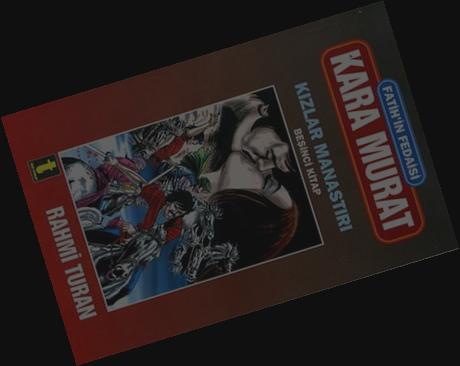 FATİH'İN FEDAİSİ
KARA MURAT
KIZLAR MANASTIRI
BEŞİNCİ KİTAP
t
RAHMİ TURAN